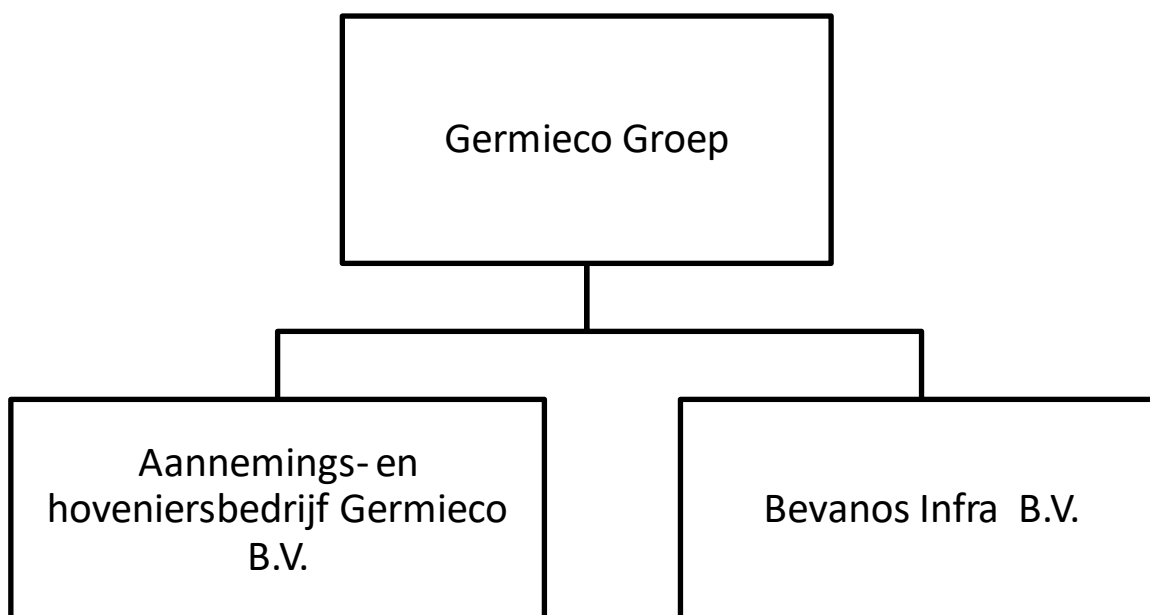 Germieco Groep
Aannemings- en
hoveniersbedrijf Germieco
B.V.
Bevanos Infra  B.V.